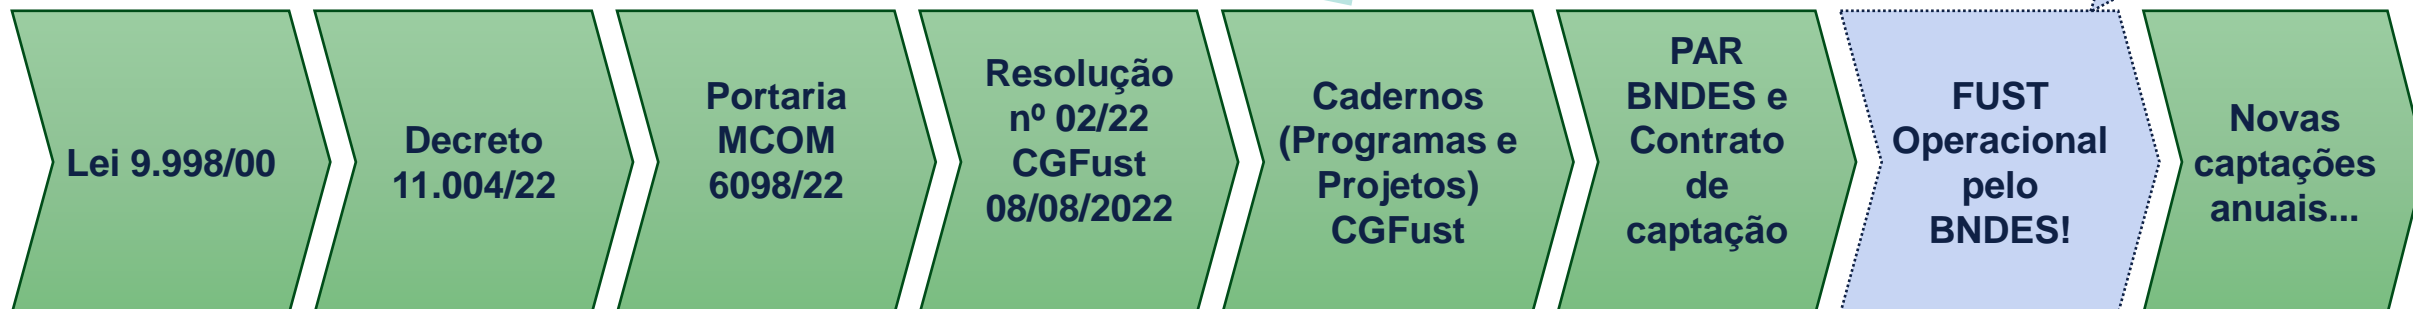 Lei 9.998/00
Decreto
11.004/22
Portaria
MCOM
6098/22
Resolução
nº 02/22
CGFust
08/08/2022
Cadernos
(Programas e
Projetos)
CGFust
PAR
BNDES e
Contrato
de
captação
FUST
Operacional
pelo
BNDES!
Novas
captações
anuais...